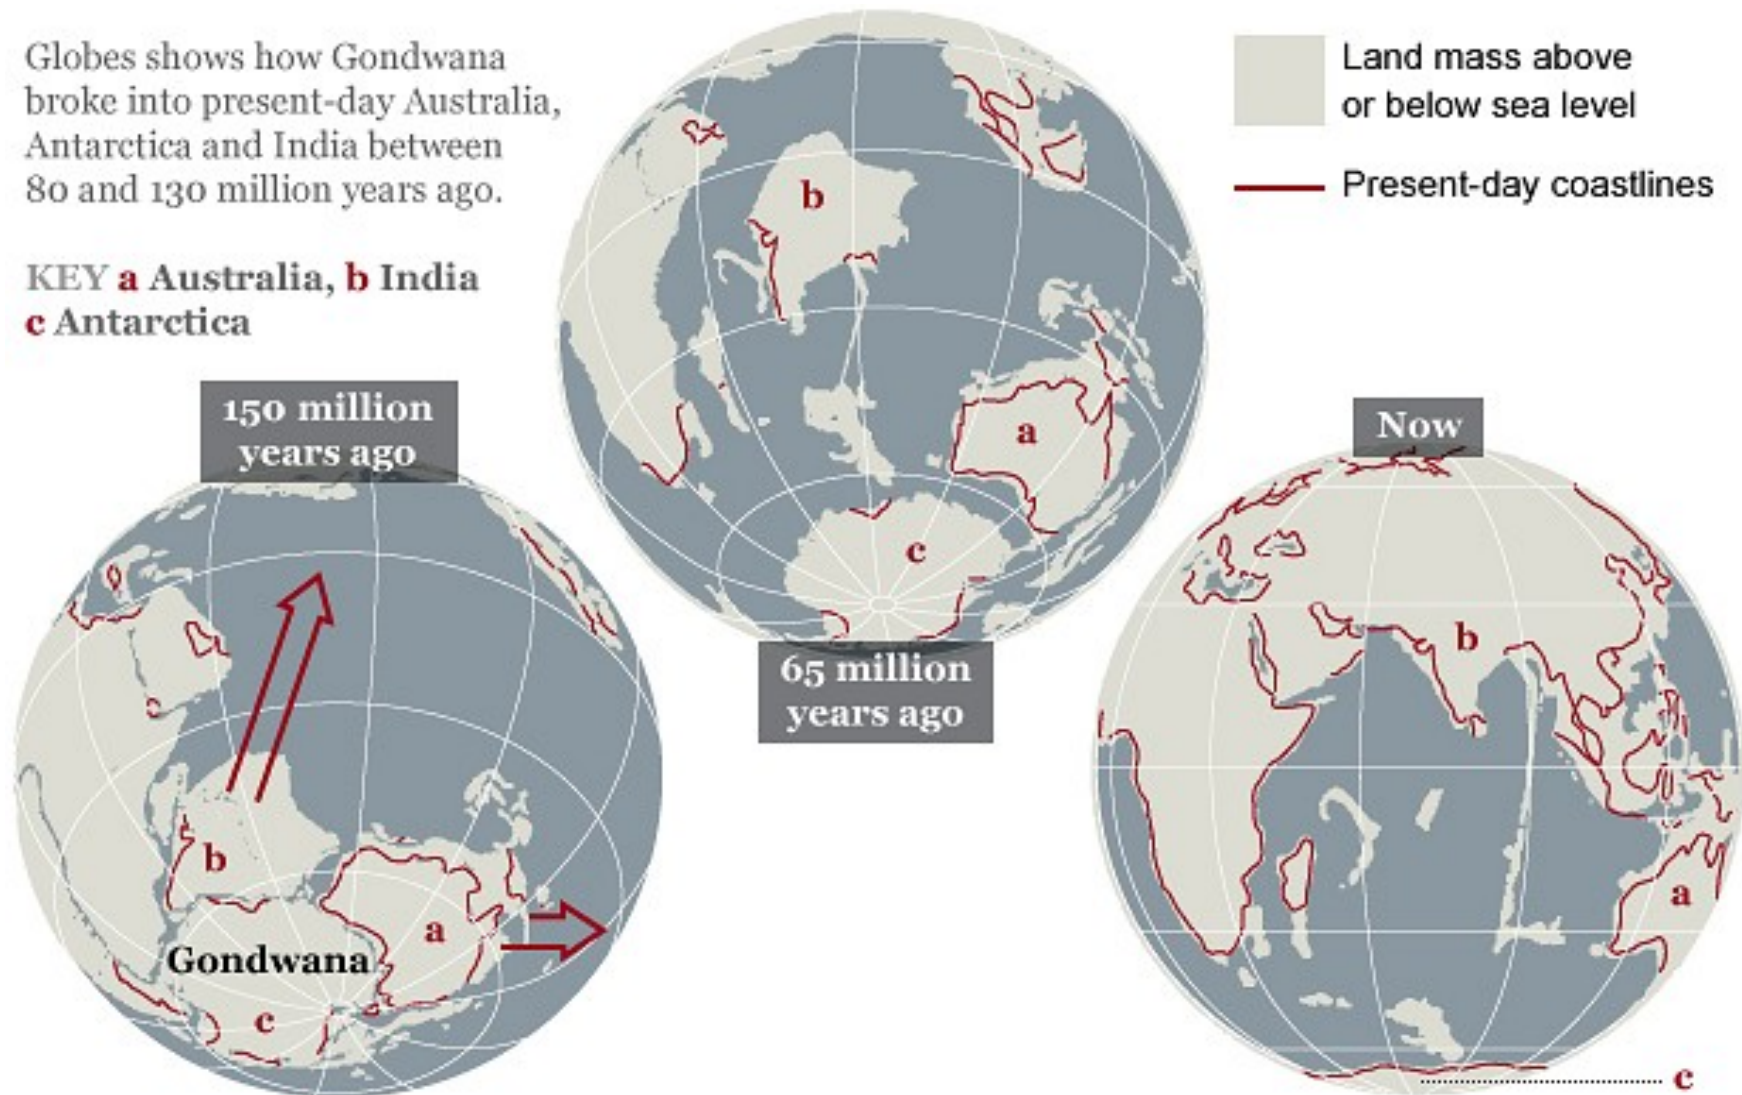 Globes shows how Gondwana
broke into present-day Australia,
Antarctica and India between
80 and 130 million years ago.
KEY a Australia, b India
c Antarctica
Land mass above
or below sea level
Present-day coastlines
150 million
years ago
b
a
Gondwana
c
b
a
c
65 million
years ago
Now
b
a
c